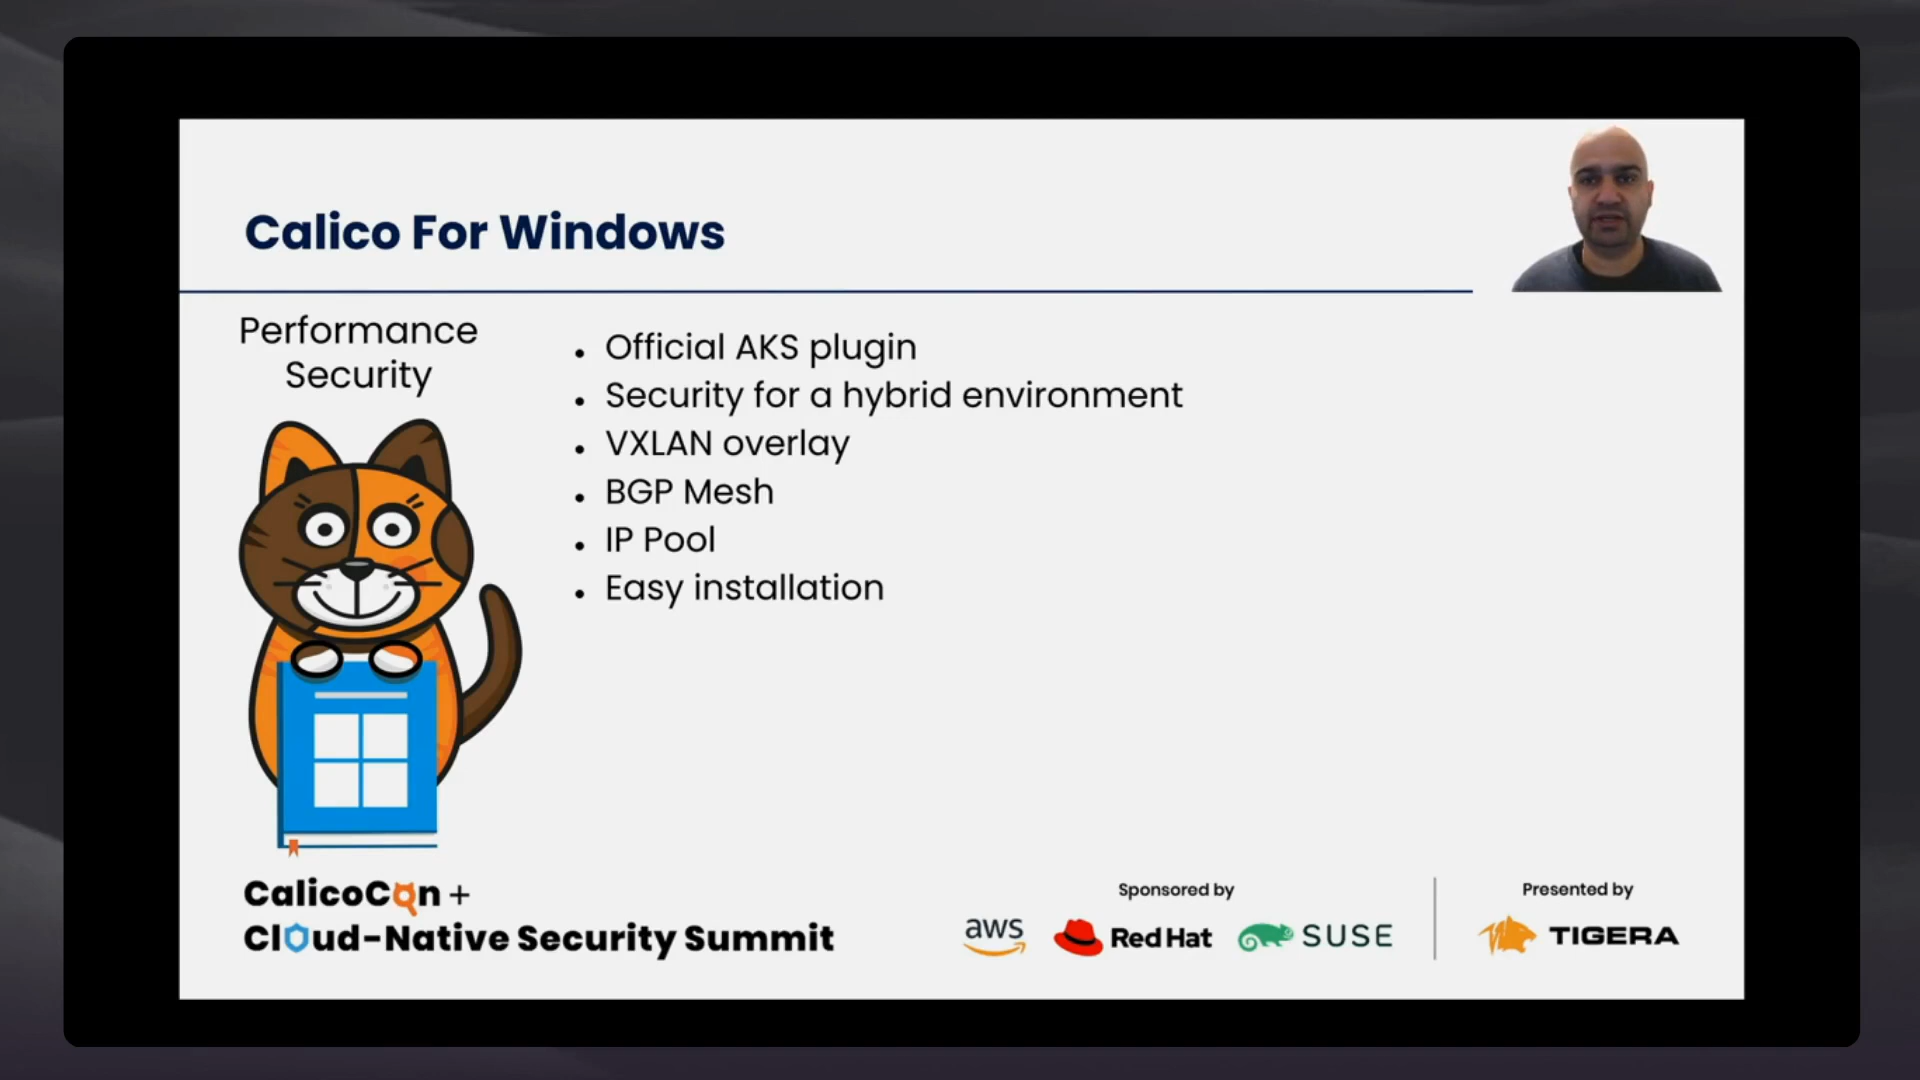 Calico For Windows
Performance
Security
• Official AKS plugin
• Security for a hybrid environment
• VXLAN overlay
• BGP Mesh
• IP Pool
• Easy installation
CalicoCon +
Cloud-Native Security Summit
Sponsored by
aws
Red Hat
SUSE
Presented by
TIGERA